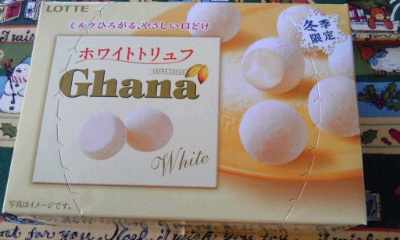 LOTTE
ミルクひろがる、やさしい口どけ
冬季
限定
ホワイトトリュフ
Ghana
White
写真はイメージです。